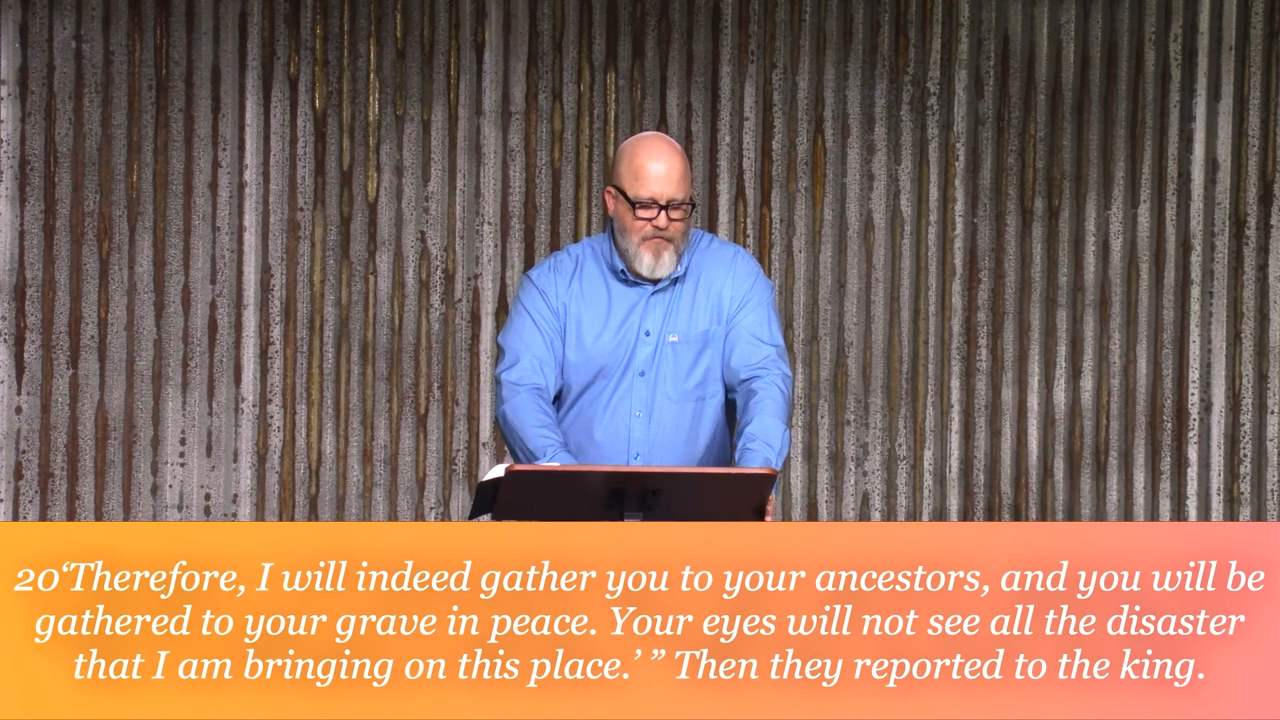 20‘Therefore, I will indeed gather you to your ancestors, and you will be
gathered to your grave in peace. Your eyes will not see all the disaster
that I am bringing on this place.’ ” Then they reported to the king.